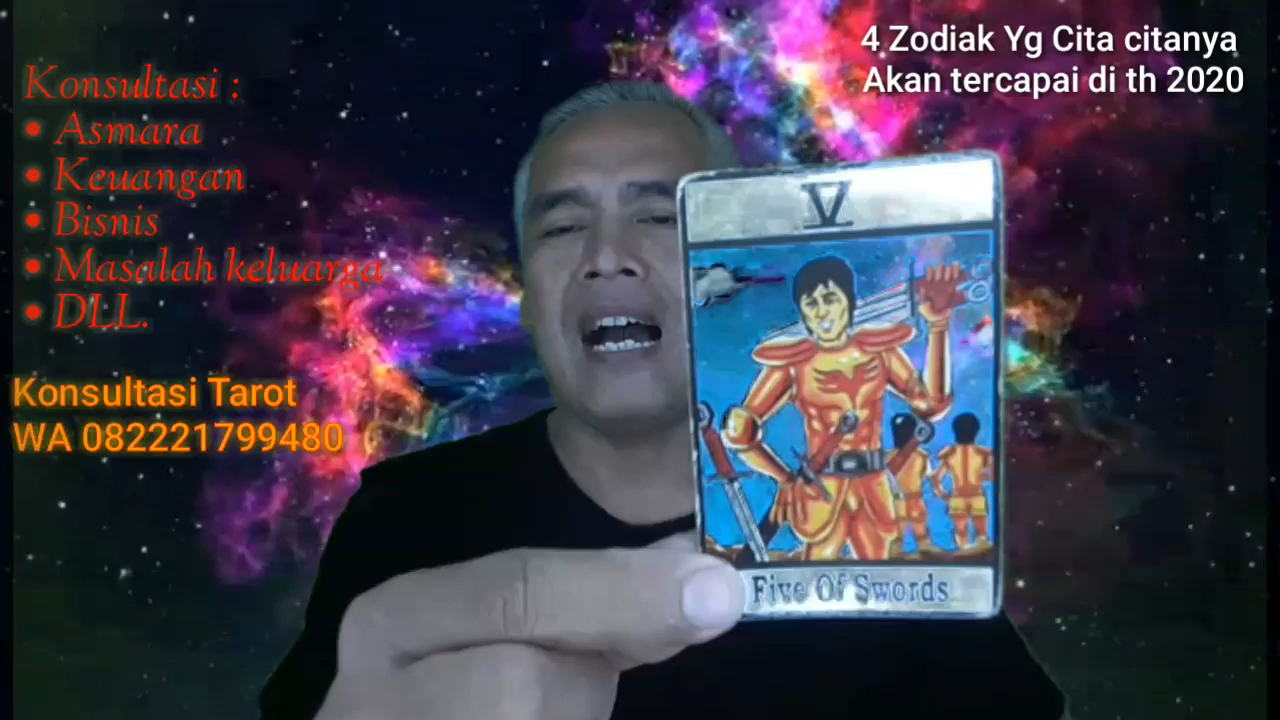 Konsultasi :
• Asmara
• Keuangan
• Bisnis
• Masalah keluarga
• DLL.
Konsultasi Tarot
WA 082221799480
4 Zodiak Yg Cita citanya
Akan tercapai di th 2020
V
Five Of Swords